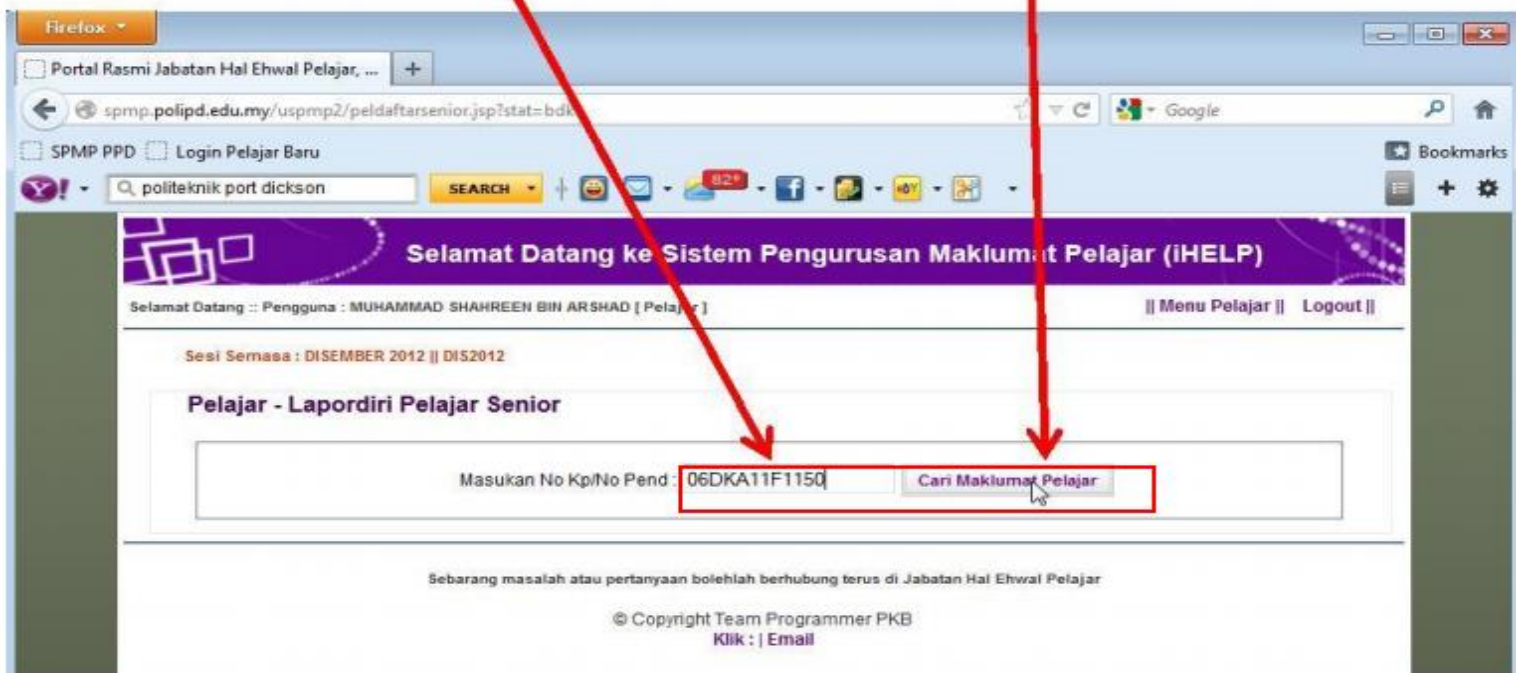 Firefox
Portal Rasmi Jabatan Hal Ehwal Pelajar, ...
spmp.polipd.edu.my/uspmp2/peldaftarsenior.jsp?stat=bdk
Google
SPMP PPD Login Pelajar Baru
Bookmarks
politeknik port dickson SEARCH 82°
Selamat Datang ke Sistem Pengurusan Maklumat Pelajar (iHELP)
Selamat Datang :: Pengguna : MUHAMMAD SHAHREEN BIN ARSHAD [ Pelajar ]
|| Menu Pelajar || Logout ||
Sesi Semasa : DISEMBER 2012 || DIS2012
Pelajar - Lapordiri Pelajar Senior
Masukan No Kp/No Pend : 06DKA11F1150 Cari Maklumat Pelajar
Sebarang masalah atau pertanyaan bolehlah berhubung terus di Jabatan Hal Ehwal Pelajar
© Copyright Team Programmer PKB
Klik : | Email